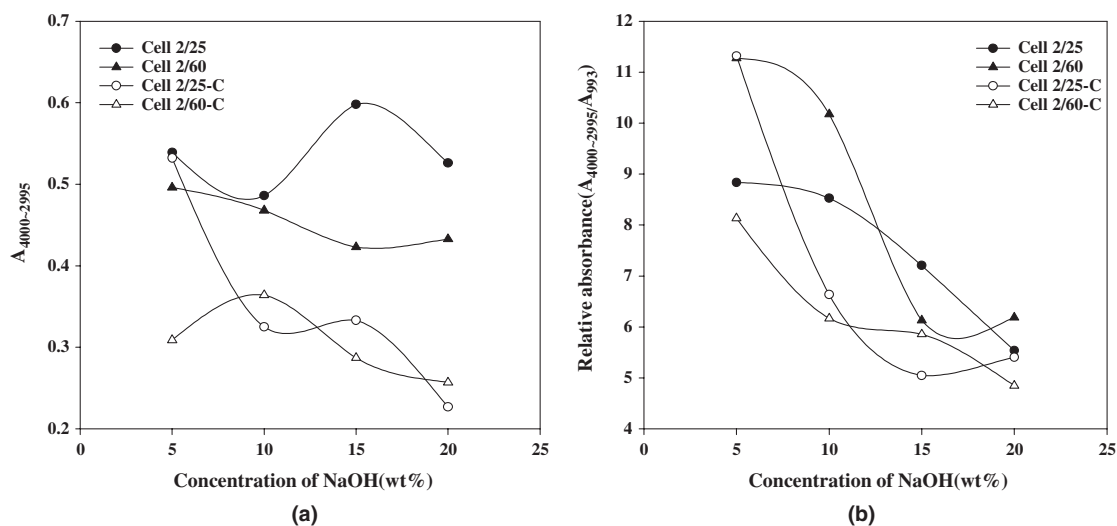 0.7
0.6
0.5
0.4
0.3
0.2
A4000~2995
Cell 2/25
Cell 2/60
Cell 2/25-C
Cell 2/60-C
0 5 10 15 20 25
Concentration of NaOH(wt%)
(a)
12
11
10
9
8
7
6
5
4
Relative absorbance(A4000~2995/A993)
Cell 2/25
Cell 2/60
Cell 2/25-C
Cell 2/60-C
0 5 10 15 20 25
Concentration of NaOH(wt%)
(b)